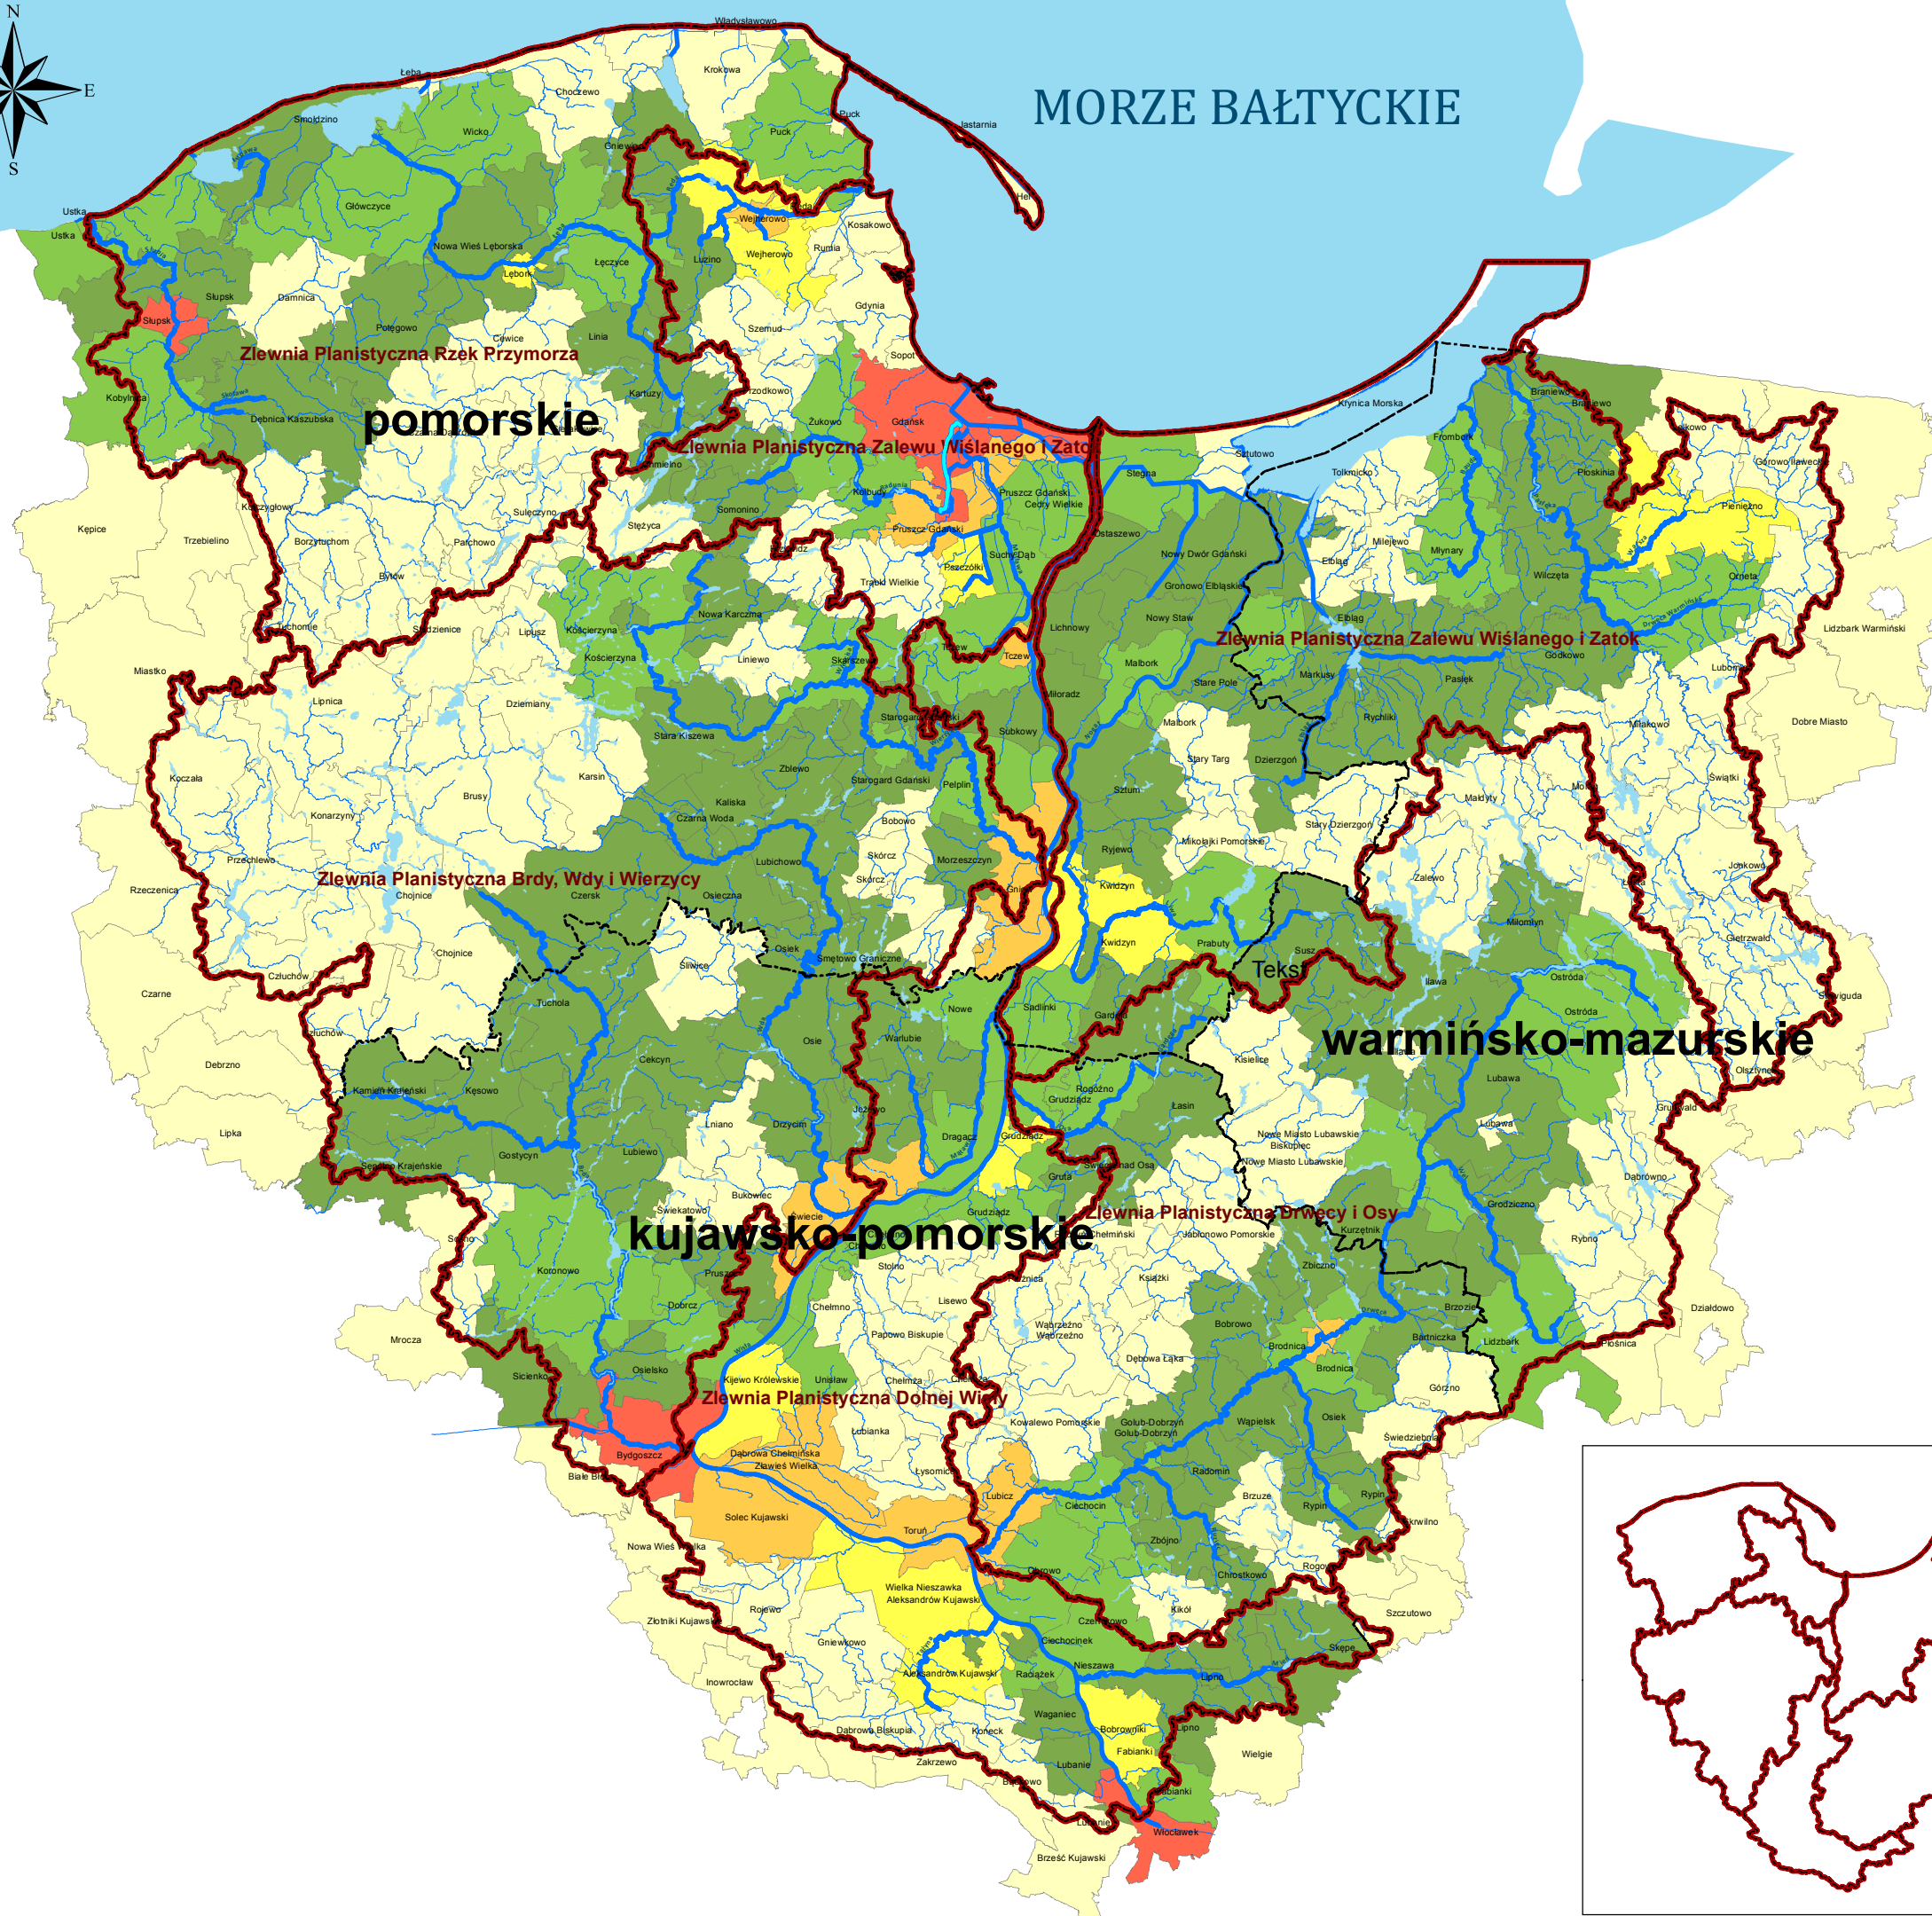 N
Władysławowo
Łeba
Krokowa
E
Choczewo
MORZE BAŁTYCKIE
Smołdzino
Puck
Jastarnia
Wicko
Puck
S
Łupawa
Hel
Główczyce
Wejherowo
Ustka
Ustka
Kosakowo
Nowa Wieś Lęborska
Łeba
Rumia
Słupia
Łęczyce
Luzino
Wejherowo
Lębork
Słupsk
Damnica
Gdynia
Słupsk
Potęgowo
Szemud
Cewice
Linia
Zlewnia Planistyczna Rzek Przymorza
Sopot
Kobylnica
Skotawa
Kartuzy
Krynica Morska
Braniewo
Braniewo
Dębnica Kaszubska
pomorskie
Żukowo
Gdańsk
Frombork
Zlewnia Planistyczna Zalewu Wiślanego i Zato
Sztutowo
Stegna
Tolkmicko
Płoskinia
Kolbudy
Radunia
Pruszcz Gdański
Cedry Wielkie
Pieniężno
Kępice
Sulęczyno
Somonino
Stężyca
Pruszcz Gdański
Ostaszewo
Trzebielino
Borzytuchom
Parchowo
Milejewo
Młynary
Nowy Dwór Gdański
Suchy Dąb
Elbląg
Wilczęta
Orneta
Bytów
Pszczółki
Trąbki Wielkie
Gronowo Elbląskie
Nowa Karczma
Nowy Staw
Elbląg
Tuchomie
Studzienice
Lipusz
Kościerzyna
Lichnowy
Lidzbark Warmiński
Zlewnia Planistyczna Zalewu Wiślanego i Zatok
Kościerzyna
Liniewo
Tczew
Tczew
Godkowo
Miastko
Malbork
Markusy
Pasłęk
Stare Pole
Lipnica
Dziemiany
Miłoradz
Rychliki
Dobre Miasto
Malbork
Stara Kiszewa
Subkowy
Miłakowo
Stary Targ
Dzierzgoń
Koczała
Karsin
Zblewo
Starogard Gdański
Pelplin
Świątki
Brusy
Kaliska
Sztum
Małdyty
Konarzyny
Czarna Woda
Bobowo
Stary Dzierzgoń
Mikołajki Pomorskie
Przechlewo
Lubichowo
Skórcz
Morzeszczyn
Ryjewo
Jonkowo
Skórcz
Zalewo
Rzeczenica
Zlewnia Planistyczna Brdy, Wdy i Wierzycy
Gniew
Kwidzyn
Chojnice
Czersk
Osieczna
Miłomłyn
Chojnice
Osiek
Kwidzyn
Prabuty
Susz
Gietrzwałd
Śliwice
Smętowo Graniczne
Tekst
Człuchów
Ostróda
Iława
Czarne
Tuchola
Nowe
Sadlinki
Ostróda
Gardeja
Człuchów
Wda
Osie
Warlubie
warmińsko-mazurskie
Debrzno
Cekcyn
Kisielice
Olsztynek
Kamień Krajeński
Kęsowo
Rogóźno
Lubawa
Grudziądz
Łasin
Grunwald
Lniano
Drzycim
Jeżewo
Lubawa
Lipka
Dragacz
Grudziądz
Nowe Miasto Lubawskie
Biskupiec
Gostycyn
Lubiewo
Nowe Miasto Lubawskie
Sępólno Krajeńskie
Świecie nad Osą
Gruta
Dąbrówno
Bukowiec
Świekatowo
Świecie
Grudziądz
Grodziczno
Zlewnia Planistyczna Drwęcy i Osy
kujawsko-pomorskie
Jabłonowo Pomorskie
Kurzętnik
Rybno
Koronowo
Stolno
Zbiczno
Książki
Dobrcz
Lisewo
Chełmno
Brzozie
Działdowo
Bobrowo
Wąbrzeźno
Papowo Biskupie
Wąbrzeźno
Mrocza
Bartniczka
Lidzbark
Płośnica
Brodnica
Dębowa Łąka
Brodnica
Osielsko
Sicienko
Kijewo Królewskie
Unisław
Chełmża
Górzno
Zlewnia Planistyczna Dolnej Wisły
Kowalewo Pomorskie
Golub-Dobrzyń
Wąpielsk
Osiek
Golub-Dobrzyń
Łubianka
Świedziebnia
Bydgoszcz
Dąbrowa Chełmińska
Zławieś Wielka
Łysomice
Radomin
Lubicz
Brzuze
Rypin
Rypin
Ciechocin
Solec Kujawski
Toruń
Skrwilno
Zbójno
Nowa Wieś Wielka
Obrowo
Rogowo
Chrostkowo
Wielka Nieszawka
Aleksandrów Kujawski
Rojewo
Kikół
Szczutowo
Złotniki Kujawskie
Czernikowo
Gniewkowo
Ciechocinek
Skępe
Tążyna
Nieszawa
Aleksandrów Kujawski
Raciążek
Lipno
Inowrocław
Waganiec
Dąbrowa Biskupia
Koneck
Bobrowniki
Lipno
Zakrzewo
Fabianki
Wielgie
Lubanie
Bądkowo
Fabianki
Lubanie
Włocławek
Brześć Kujawski